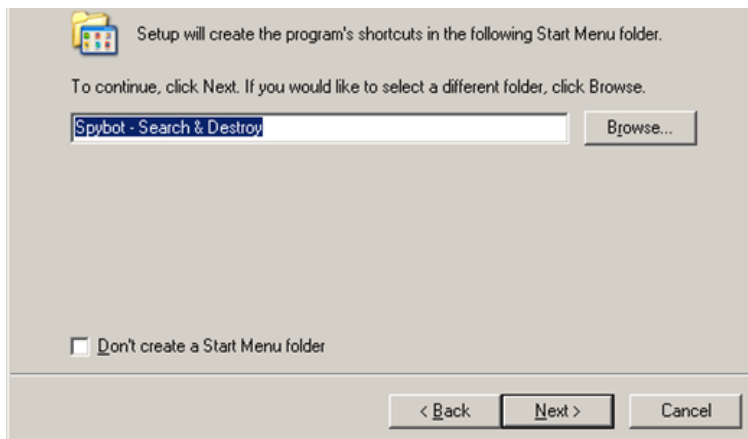 Setup will create the program's shortcuts in the following Start Menu folder.
To continue, click Next. If you would like to select a different folder, click Browse.
Spybot - Search & Destroy
Browse...
Don't create a Start Menu folder
< Back
Next >
Cancel